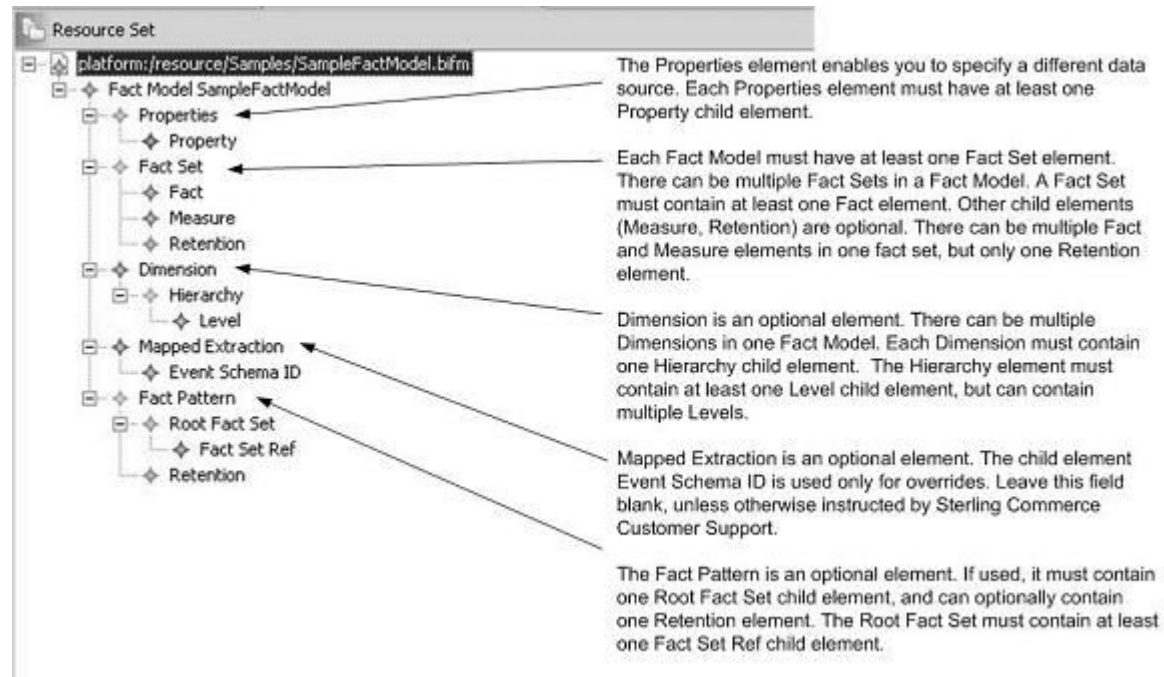 Resource Set
platform:/resource/Samples/SampleFactModel.bifm
Fact Model SampleFactModel
Properties
Property
Fact Set
Fact
Measure
Retention
Dimension
Hierarchy
Level
Mapped Extraction
Event Schema ID
Fact Pattern
Root Fact Set
Fact Set Ref
Retention
The Properties element enables you to specify a different data
source. Each Properties element must have at least one
Property child element.
Each Fact Model must have at least one Fact Set element.
There can be multiple Fact Sets in a Fact Model. A Fact Set
must contain at least one Fact element. Other child elements
(Measure, Retention) are optional. There can be multiple Fact
and Measure elements in one fact set, but only one Retention
element.
Dimension is an optional element. There can be multiple
Dimensions in one Fact Model. Each Dimension must contain
one Hierarchy child element. The Hierarchy element must
contain at least one Level child element, but can contain
multiple Levels.
Mapped Extraction is an optional element. The child element
Event Schema ID is used only for overrides. Leave this field
blank, unless otherwise instructed by Sterling Commerce
Customer Support.
The Fact Pattern is an optional element. If used, it must contain
one Root Fact Set child element, and can optionally contain
one Retention element. The Root Fact Set must contain at least
one Fact Set Ref child element.